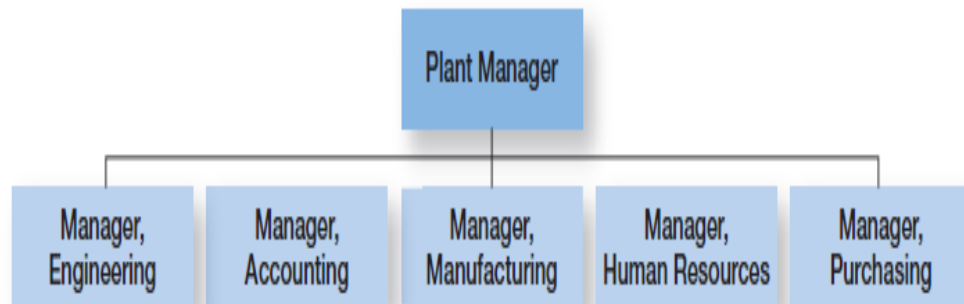 Plant Manager
Manager,
Engineering
Manager,
Accounting
Manager,
Manufacturing
Manager,
Human Resources
Manager,
Purchasing